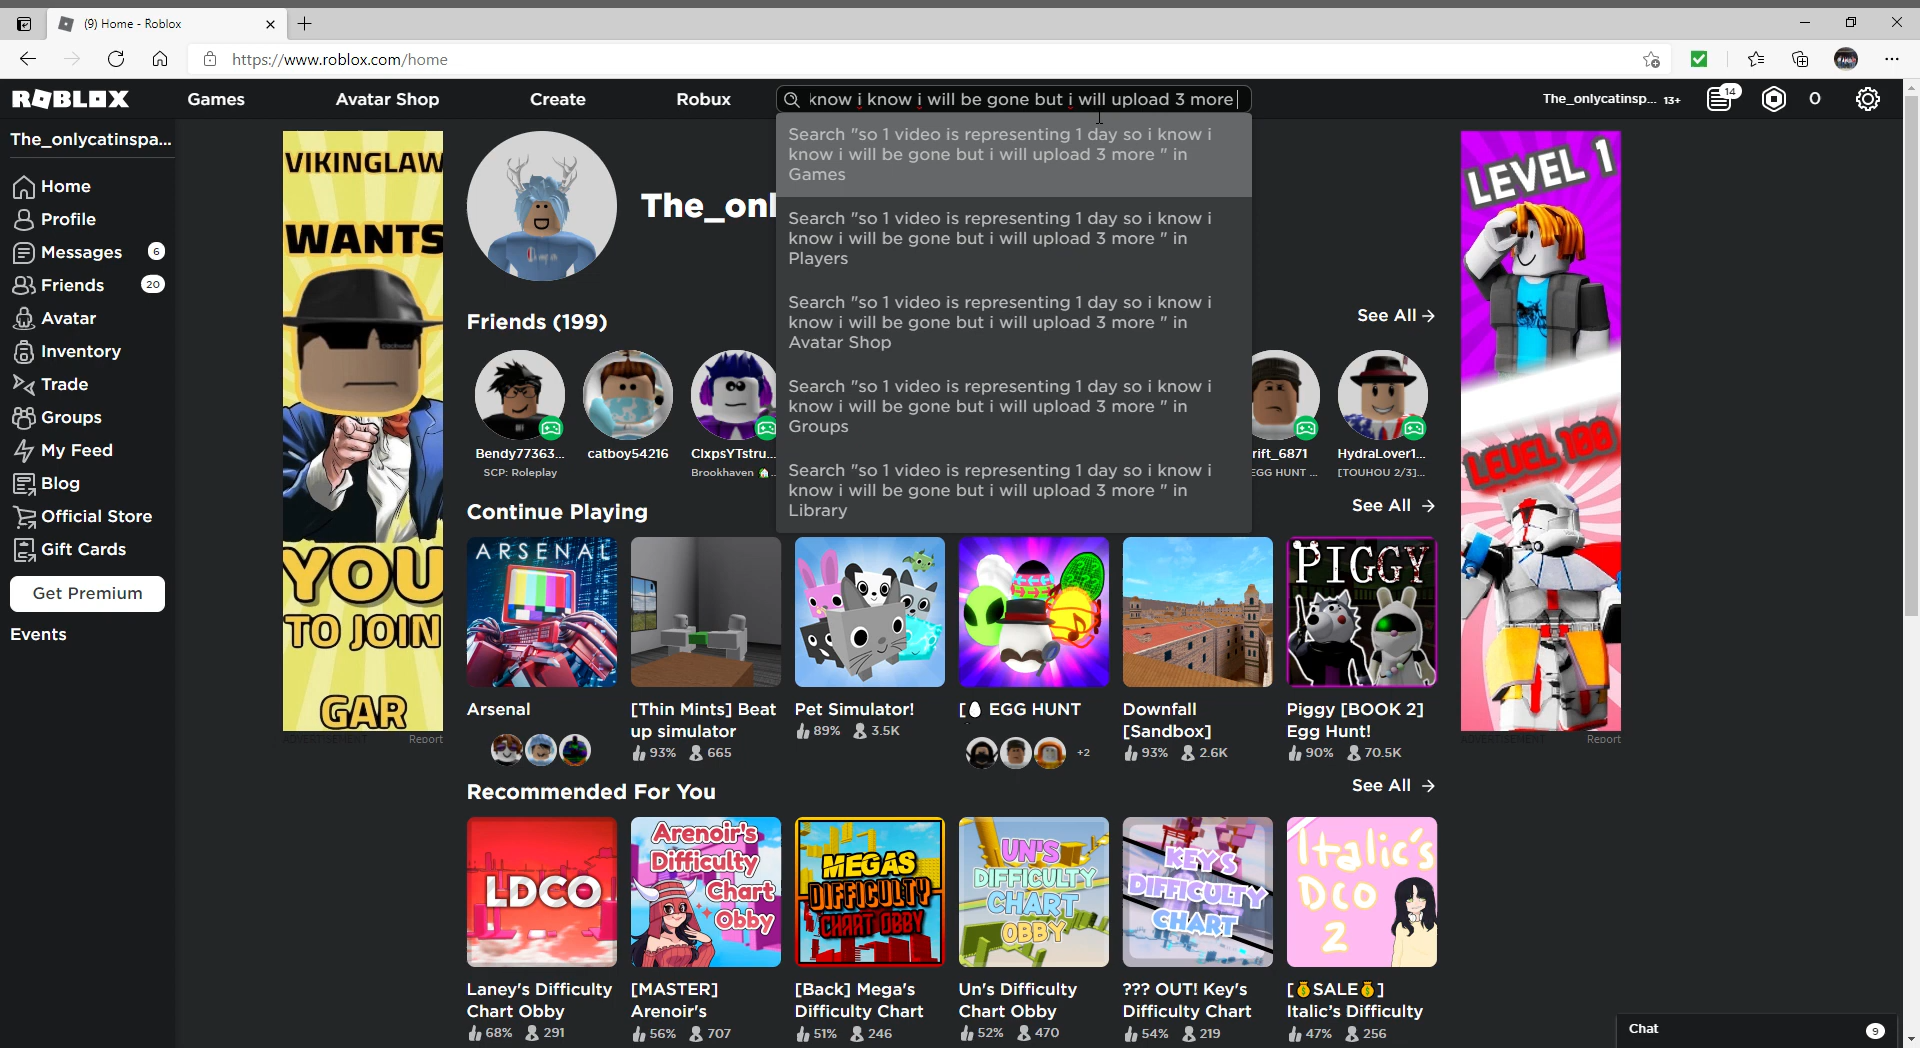 (9) Home - Roblox
https://www.roblox.com/home
ROBLOX
Games
Avatar Shop
Create
Robux
know i know i will be gone but i will upload 3 more
The_onlycatinsp... 13+
14
0
The_onlycatinspa...
Home
Profile
Messages 6
Friends 20
Avatar
Inventory
Trade
Groups
My Feed
Blog
Official Store
Gift Cards
Get Premium
Events
VIKINGLAW
WANTS
YOU
TO JOIN
GAR
ADVERTISEMENT
Report
The_onl
Search "so 1 video is representing 1 day so i know i
know i will be gone but i will upload 3 more " in
Games
Search "so 1 video is representing 1 day so i know i
know i will be gone but i will upload 3 more " in
Players
Search "so 1 video is representing 1 day so i know i
know i will be gone but i will upload 3 more " in
Avatar Shop
Search "so 1 video is representing 1 day so i know i
know i will be gone but i will upload 3 more " in
Groups
Search "so 1 video is representing 1 day so i know i
know i will be gone but i will upload 3 more " in
Library
Friends (199)
See All
Bendy77363...
SCP: Roleplay
catboy54216
ClxpsYTstru...
Brookhaven 🏠...
rift_6871
EGG HUNT ...
HydraLover1...
[TOUHOU 2/3]...
Continue Playing
See All
ARSENAL
PIGGY
Arsenal
[Thin Mints] Beat
up simulator
93% 665
Pet Simulator!
89% 3.5K
[🥚 EGG HUNT
+2
Downfall
[Sandbox]
93% 2.6K
Piggy [BOOK 2]
Egg Hunt!
90% 70.5K
Recommended For You
See All
LDCO
Arenoir's
Difficulty
Chart
Obby
MEGAS
DIFFICULTY
CHART OBBY
UN'S
DIFFICULTY
CHART
OBBY
KEY'S
DIFFICULTY
CHART
Italic's
DCO
2
Laney's Difficulty
Chart Obby
68% 291
[MASTER]
Arenoir's
56% 707
[Back] Mega's
Difficulty Chart
51% 246
Un's Difficulty
Chart Obby
52% 470
??? OUT! Key's
Difficulty Chart
54% 219
[💰SALE💰]
Italic's Difficulty
47% 256
LEVEL 1
LEVEL 100
ADVERTISEMENT
Report
Chat 9